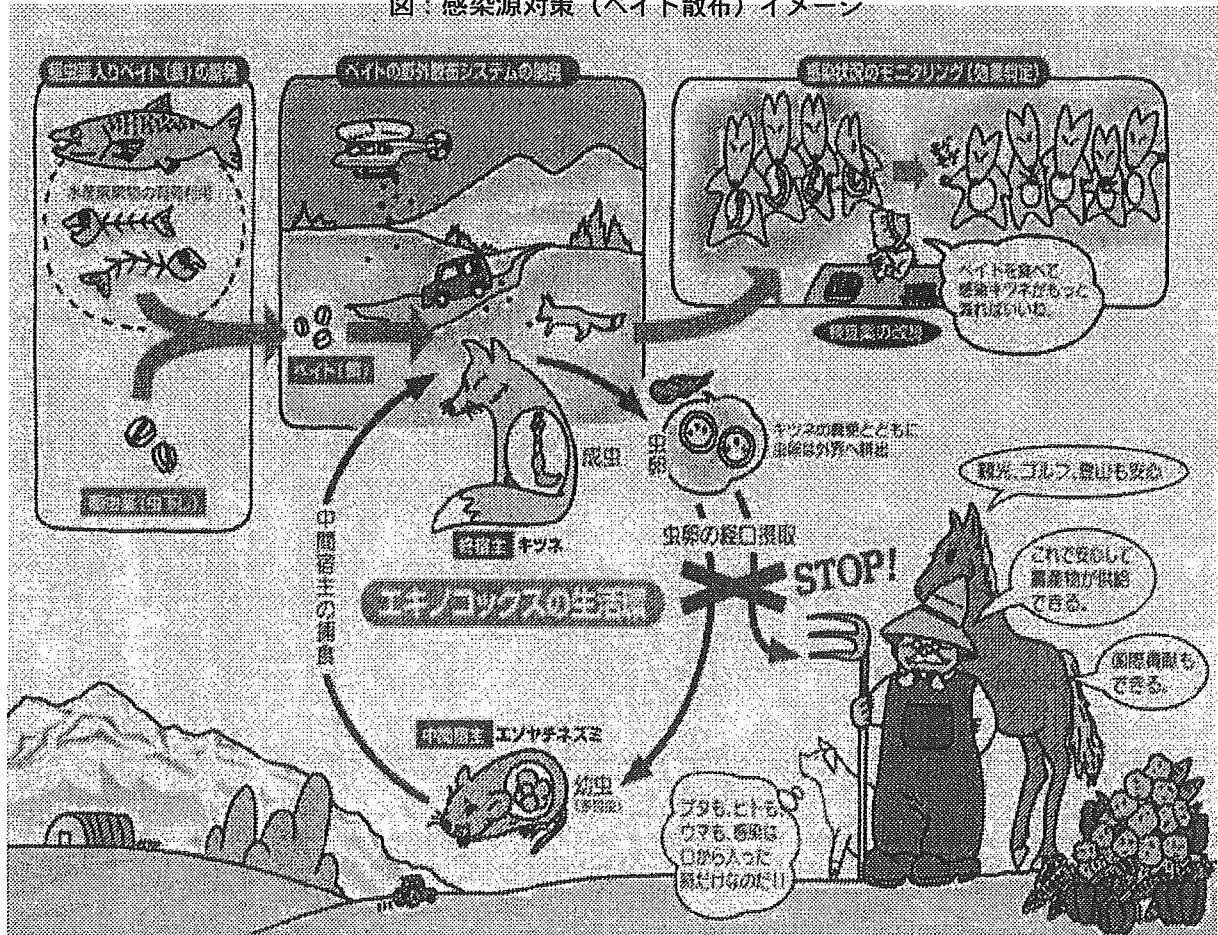 図：感染源対策（ベイト散布）イメージ
駆虫薬入りベイト（餌）の開発
ベイトの野外散布システムの開発
感染状況のモニタリング（効果判定）
水産廃棄物の有効利用
ベイト（餌）
駆虫薬（虫下し）
ベイトを食べて
感染キツネがもっと
減ればいいね。
成虫
虫卵
キツネの糞便とともに
虫卵は外界へ排出
終宿主 キツネ
虫卵の経口摂取
STOP!
エキノコックスの生活環
中間宿主の捕食
中間宿主 エゾヤチネズミ
幼虫
（多包虫）
観光、ゴルフ、登山も安心
これで安心して
農産物が供給
できる。
国際貢献も
できる。
ブタも、ヒトも、
ウマも、感染は
口から入った
卵だけなのだ!!